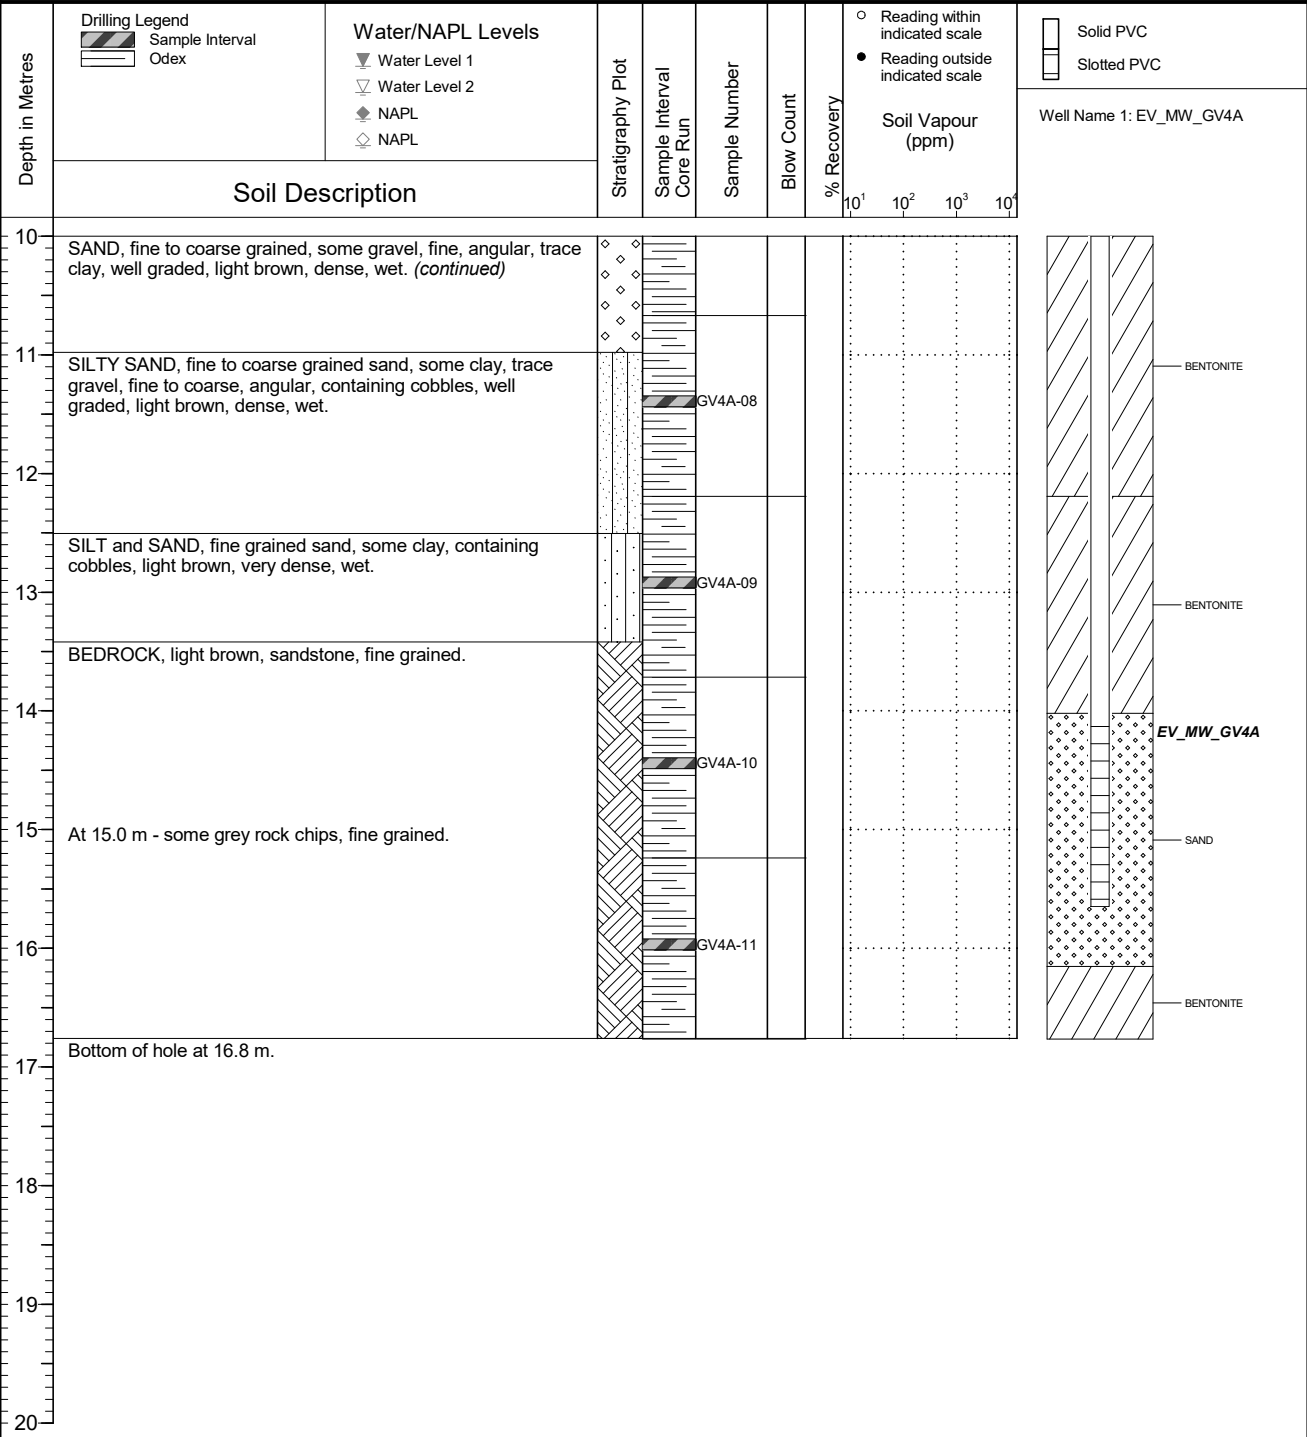 Depth in Metres
Drilling Legend
Sample Interval
Odex
Water/NAPL Levels
Water Level 1
Water Level 2
NAPL
NAPL
Soil Description
Stratigraphy Plot
Sample Interval
Core Run
Sample Number
Blow Count
% Recovery
Reading within
indicated scale
Reading outside
indicated scale
Soil Vapour
(ppm)
10¹ 10² 10³ 10⁴
Solid PVC
Slotted PVC
Well Name 1: EV_MW_GV4A
10
SAND, fine to coarse grained, some gravel, fine, angular, trace
clay, well graded, light brown, dense, wet. (continued)
11
SILTY SAND, fine to coarse grained sand, some clay, trace
gravel, fine to coarse, angular, containing cobbles, well
graded, light brown, dense, wet.
BENTONITE
GV4A-08
12
SILT and SAND, fine grained sand, some clay, containing
cobbles, light brown, very dense, wet.
GV4A-09
13
BENTONITE
BEDROCK, light brown, sandstone, fine grained.
14
EV_MW_GV4A
GV4A-10
15
At 15.0 m - some grey rock chips, fine grained.
SAND
16
GV4A-11
BENTONITE
Bottom of hole at 16.8 m.
17
18
19
20